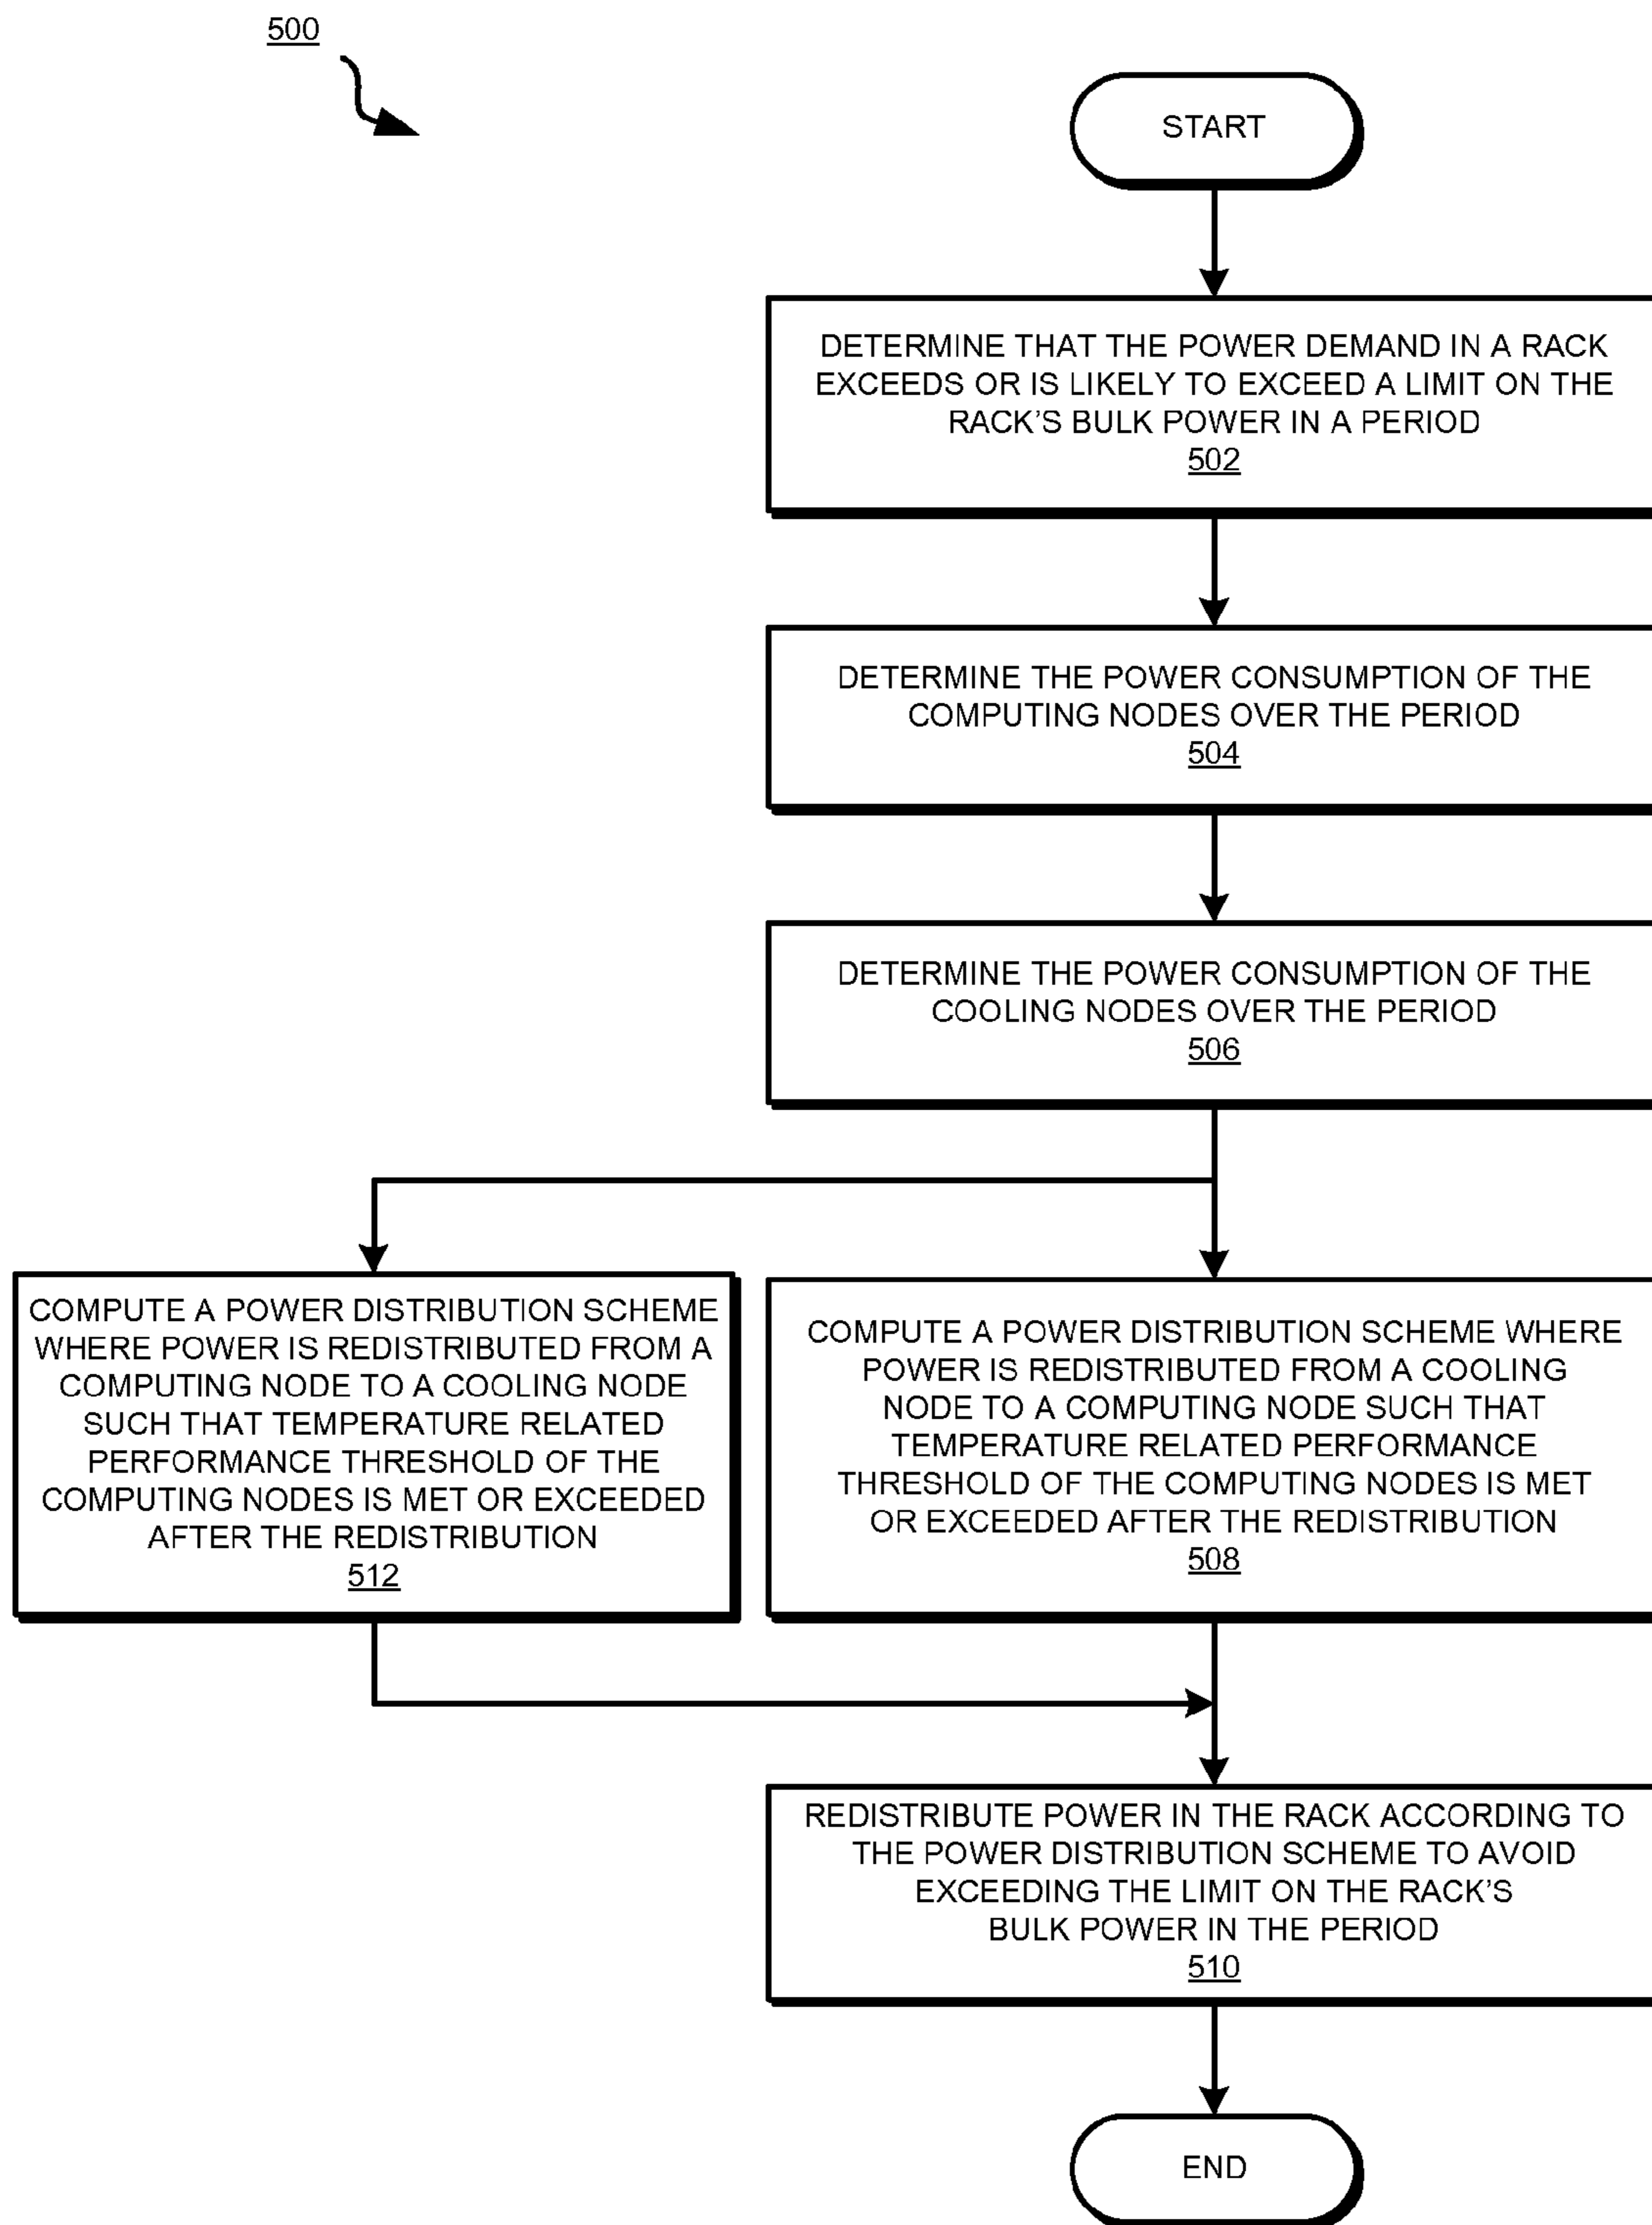 500
START
DETERMINE THAT THE POWER DEMAND IN A RACK
EXCEEDS OR IS LIKELY TO EXCEED A LIMIT ON THE
RACK'S BULK POWER IN A PERIOD
502
DETERMINE THE POWER CONSUMPTION OF THE
COMPUTING NODES OVER THE PERIOD
504
DETERMINE THE POWER CONSUMPTION OF THE
COOLING NODES OVER THE PERIOD
506
COMPUTE A POWER DISTRIBUTION SCHEME
WHERE POWER IS REDISTRIBUTED FROM A
COMPUTING NODE TO A COOLING NODE
SUCH THAT TEMPERATURE RELATED
PERFORMANCE THRESHOLD OF THE
COMPUTING NODES IS MET OR EXCEEDED
AFTER THE REDISTRIBUTION
512
COMPUTE A POWER DISTRIBUTION SCHEME WHERE
POWER IS REDISTRIBUTED FROM A COOLING
NODE TO A COMPUTING NODE SUCH THAT
TEMPERATURE RELATED PERFORMANCE
THRESHOLD OF THE COMPUTING NODES IS MET
OR EXCEEDED AFTER THE REDISTRIBUTION
508
REDISTRIBUTE POWER IN THE RACK ACCORDING TO
THE POWER DISTRIBUTION SCHEME TO AVOID
EXCEEDING THE LIMIT ON THE RACK'S
BULK POWER IN THE PERIOD
510
END